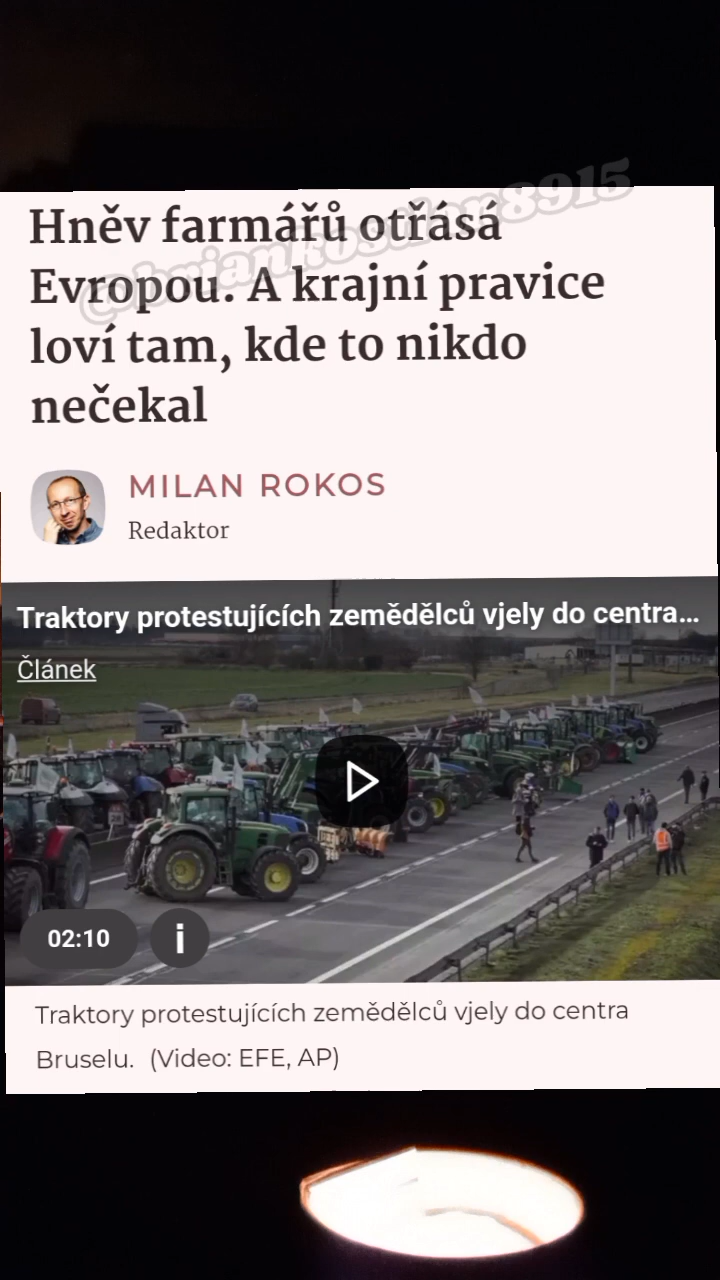 @briankostler8915
Hněv farmářů otřásá
Evropou. A krajní pravice
loví tam, kde to nikdo
nečekal
MILAN ROKOS
Redaktor
Traktory protestujících zemědělců vjely do centra...
Článek
02:10
i
Traktory protestujících zemědělců vjely do centra
Bruselu. (Video: EFE, AP)